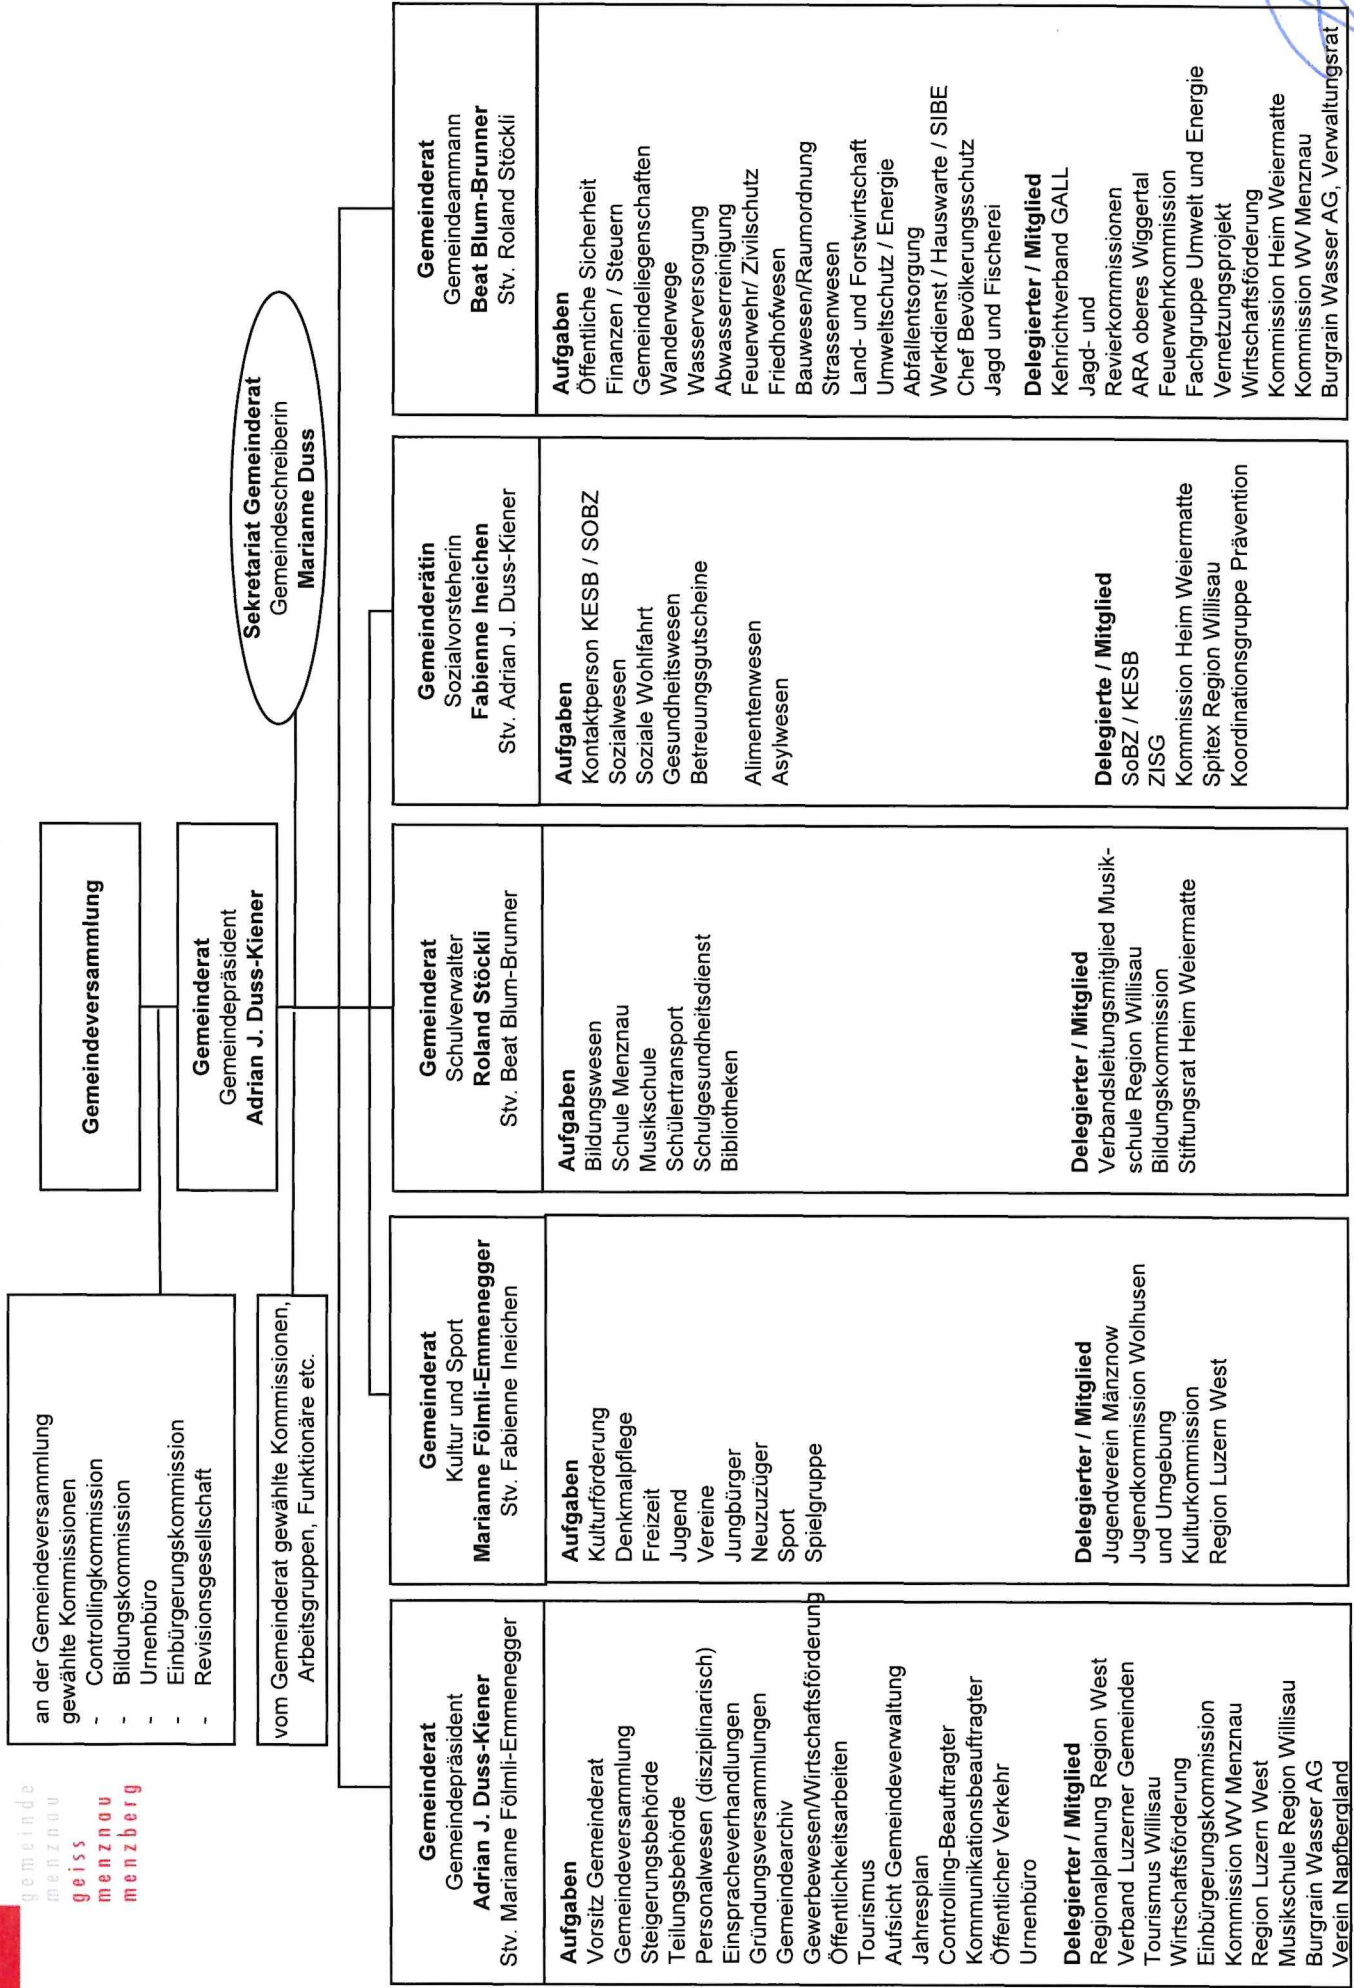 gemeinde
menznau
geiss
menznau
menzberg
an der Gemeindeversammlung
gewählte Kommissionen
- Controllingkommission
- Bildungskommission
- Urnenbüro
- Einbürgerungskommission
- Revisionsgesellschaft
Gemeindeversammlung
Gemeinderat
Gemeindepräsident
Adrian J. Duss-Kiener
vom Gemeinderat gewählte Kommissionen,
Arbeitsgruppen, Funktionäre etc.
Sekretariat Gemeinderat
Gemeindeschreiberin
Marianne Duss
Gemeinderat
Gemeindepräsident
Adrian J. Duss-Kiener
Stv. Marianne Fölmli-Emmenegger
Aufgaben
Vorsitz Gemeinderat
Gemeindeversammlung
Steigerungsbehörde
Teilungsbehörde
Personalwesen (disziplinarisch)
Einspracheverhandlungen
Gründungsversammlungen
Gemeindearchiv
Gewerbewesen/Wirtschaftsförderung
Öffentlichkeitsarbeiten
Tourismus
Aufsicht Gemeindeverwaltung
Jahresplan
Controlling-Beauftragter
Kommunikationsbeauftragter
Öffentlicher Verkehr
Urnenbüro
Delegierter / Mitglied
Regionalplanung Region West
Verband Luzerner Gemeinden
Tourismus Willisau
Wirtschaftsförderung
Einbürgerungskommission
Kommission WV Menznau
Region Luzern West
Musikschule Region Willisau
Burgrain Wasser AG
Verein Napfbergland
Gemeinderat
Kultur und Sport
Marianne Fölmli-Emmenegger
Stv. Fabienne Ineichen
Aufgaben
Kulturförderung
Denkmalpflege
Freizeit
Jugend
Vereine
Jungbürger
Neuzuzüger
Sport
Spielgruppe
Delegierter / Mitglied
Jugendverein Mänznow
Jugendkommission Wolhusen
und Umgebung
Kulturkommission
Region Luzern West
Gemeinderat
Schulverwalter
Roland Stöckli
Stv. Beat Blum-Brunner
Aufgaben
Bildungswesen
Schule Menznau
Musikschule
Schülertransport
Schulgesundheitsdienst
Bibliotheken
Delegierter / Mitglied
Verbandsleitungsmitglied Musik-
schule Region Willisau
Bildungskommission
Stiftungsrat Heim Weiermatte
Gemeinderätin
Sozialvorsteherin
Fabienne Ineichen
Stv. Adrian J. Duss-Kiener
Aufgaben
Kontaktperson KESB / SOBZ
Sozialwesen
Soziale Wohlfahrt
Gesundheitswesen
Betreuungsgutscheine
Alimentenwesen
Asylwesen
Delegierte / Mitglied
SoBZ / KESB
ZISG
Kommission Heim Weiermatte
Spitex Region Willisau
Koordinationsgruppe Prävention
Gemeinderat
Gemeindeammann
Beat Blum-Brunner
Stv. Roland Stöckli
Aufgaben
Öffentliche Sicherheit
Finanzen / Steuern
Gemeindeliegenschaften
Wanderwege
Wasserversorgung
Abwasserreinigung
Feuerwehr/ Zivilschutz
Friedhofwesen
Bauwesen/Raumordnung
Strassenwesen
Land- und Forstwirtschaft
Umweltschutz / Energie
Abfallentsorgung
Werkdienst / Hauswarte / SIBE
Chef Bevölkerungsschutz
Jagd und Fischerei
Delegierter / Mitglied
Kehrichtverband GALL
Jagd- und
Revierkommissionen
ARA oberes Wiggertal
Feuerwehrkommission
Fachgruppe Umwelt und Energie
Vernetzungsprojekt
Wirtschaftsförderung
Kommission Heim Weiermatte
Kommission WV Menznau
Burgrain Wasser AG, Verwaltungsrat